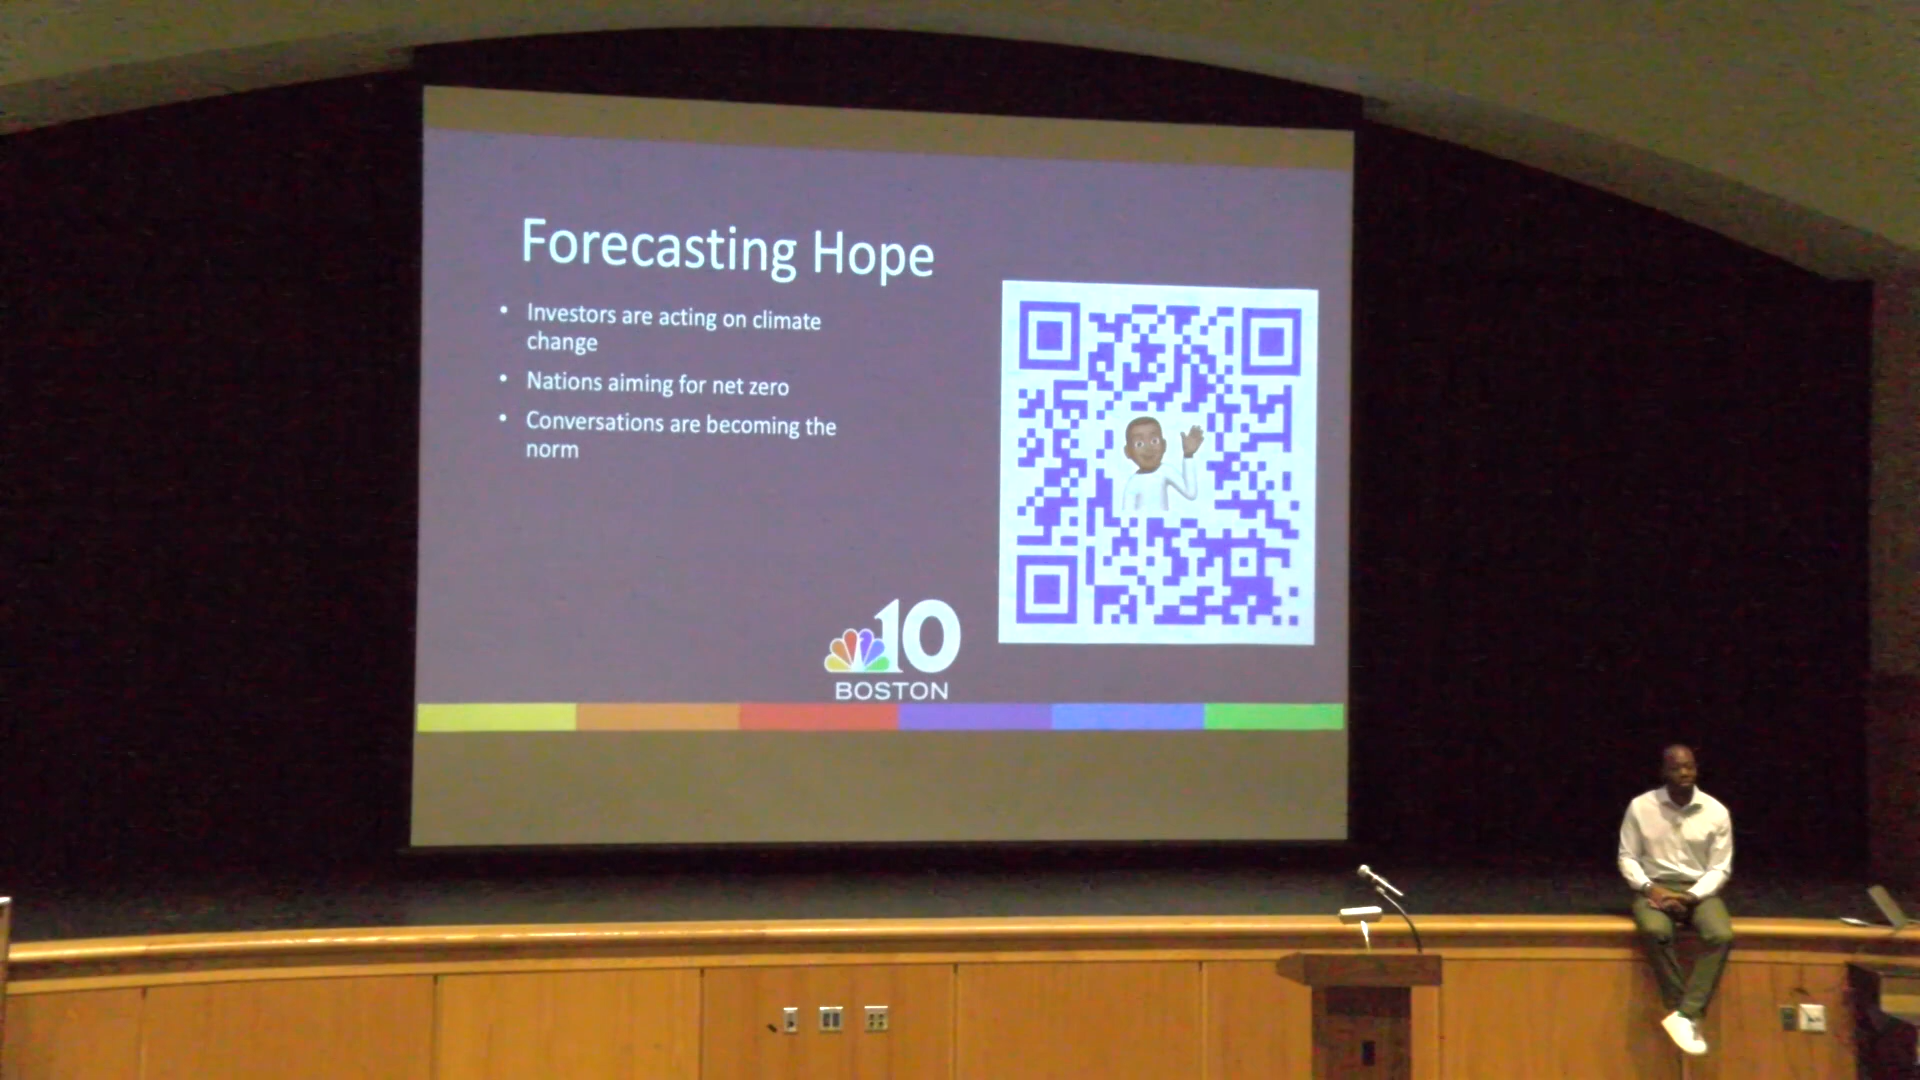 Forecasting Hope
• Investors are acting on climate
change
• Nations aiming for net zero
• Conversations are becoming the
norm
10
BOSTON